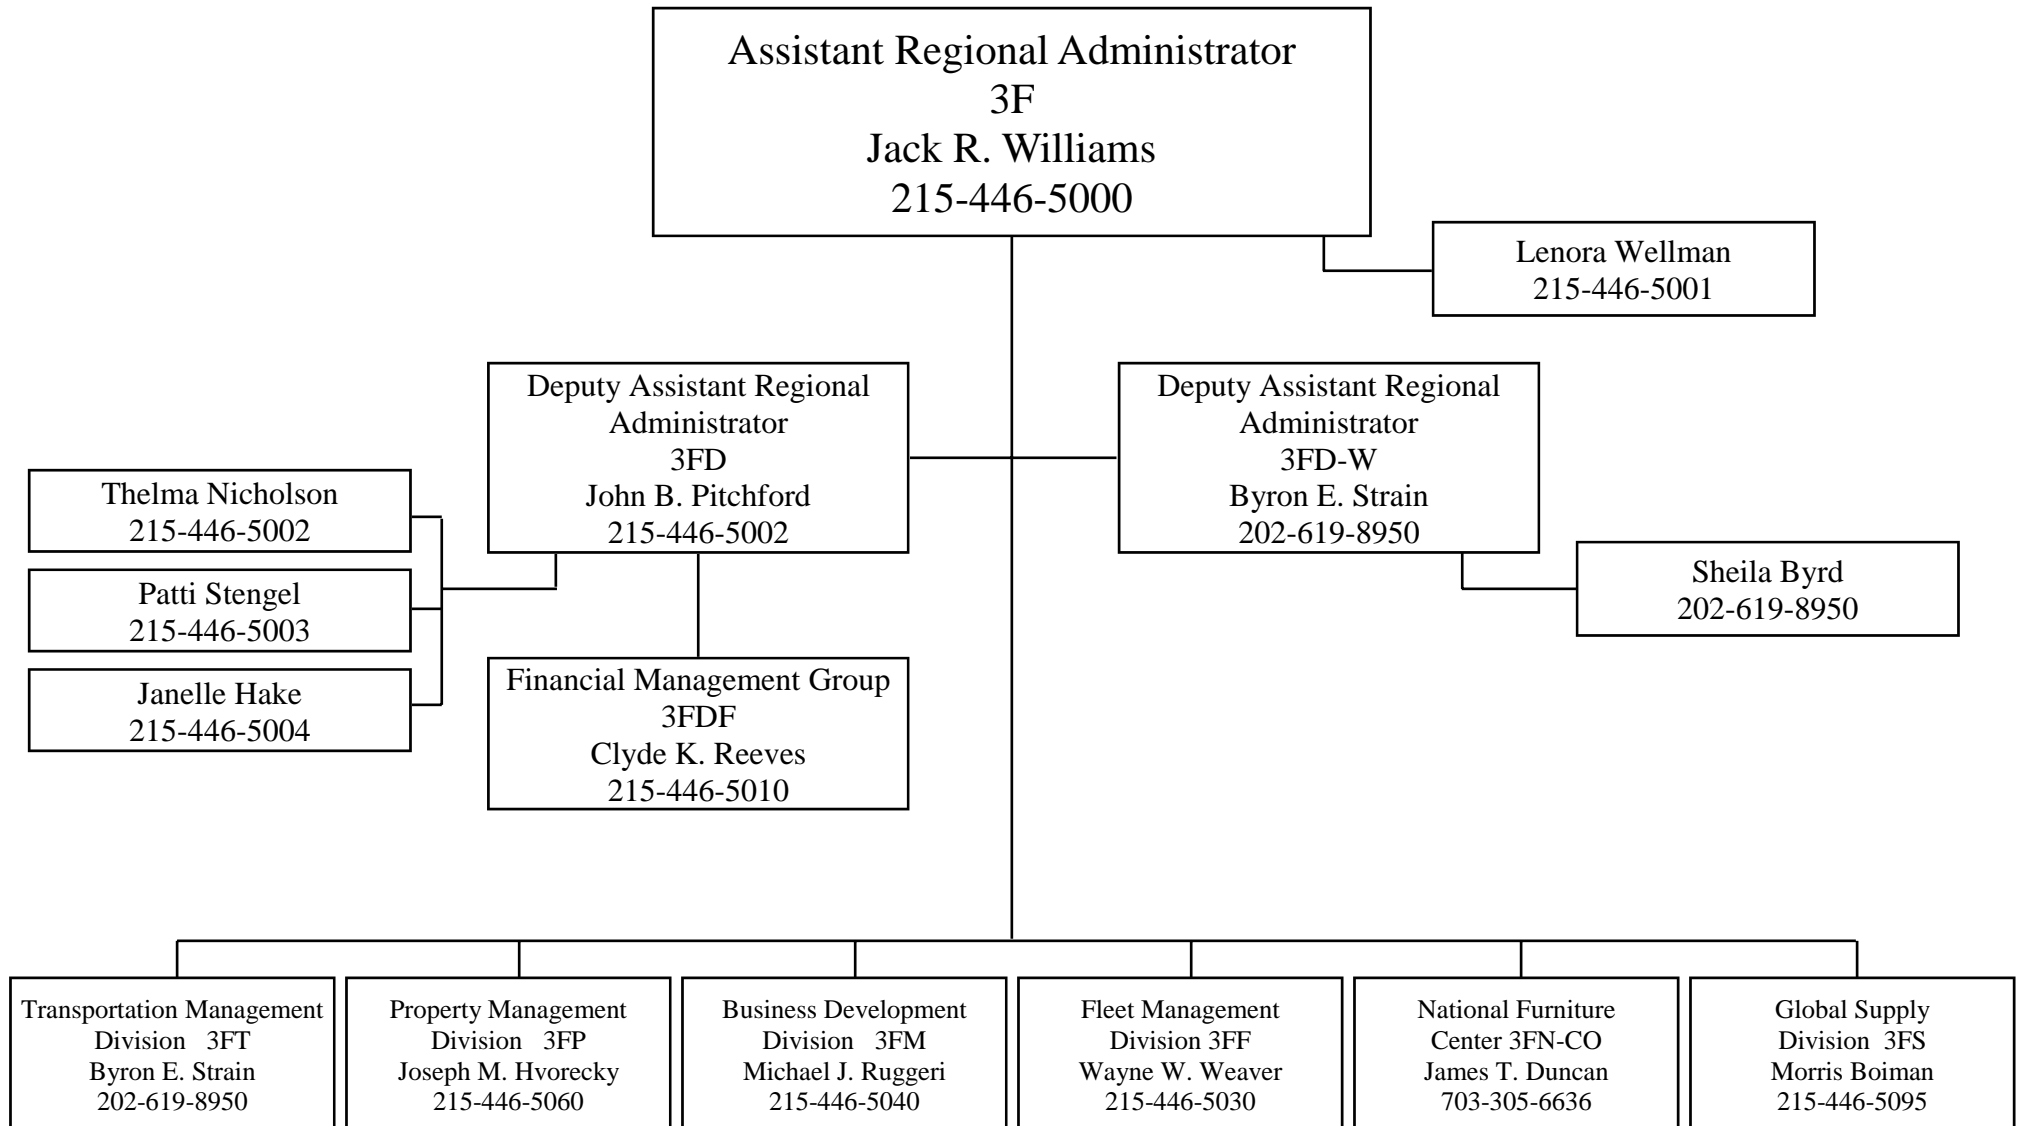 Assistant Regional Administrator
3F
Jack R. Williams
215-446-5000
Lenora Wellman
215-446-5001
Deputy Assistant Regional
Administrator
3FD
John B. Pitchford
215-446-5002
Deputy Assistant Regional
Administrator
3FD-W
Byron E. Strain
202-619-8950
Thelma Nicholson
215-446-5002
Patti Stengel
215-446-5003
Janelle Hake
215-446-5004
Sheila Byrd
202-619-8950
Financial Management Group
3FDF
Clyde K. Reeves
215-446-5010
Transportation Management
Division 3FT
Byron E. Strain
202-619-8950
Property Management
Division 3FP
Joseph M. Hvorecky
215-446-5060
Business Development
Division 3FM
Michael J. Ruggeri
215-446-5040
Fleet Management
Division 3FF
Wayne W. Weaver
215-446-5030
National Furniture
Center 3FN-CO
James T. Duncan
703-305-6636
Global Supply
Division 3FS
Morris Boiman
215-446-5095